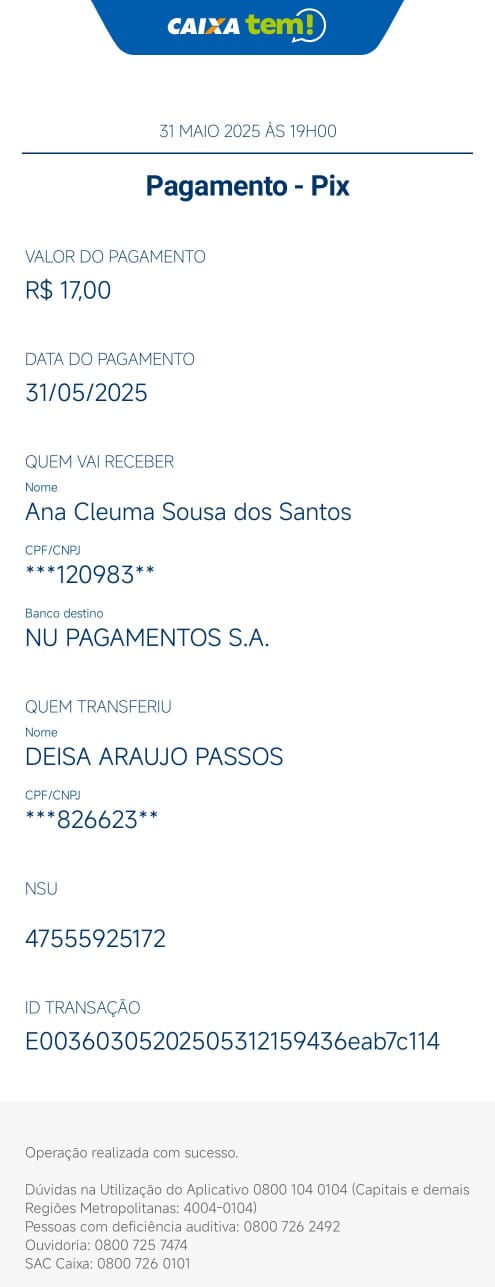 CAIXA tem!
31 MAIO 2025 ÀS 19H00
Pagamento - Pix
VALOR DO PAGAMENTO
R$ 17,00
DATA DO PAGAMENTO
31/05/2025
QUEM VAI RECEBER
Nome
Ana Cleuma Sousa dos Santos
CPF/CNPJ
***120983**
Banco destino
NU PAGAMENTOS S.A.
QUEM TRANSFERIU
Nome
DEISA ARAUJO PASSOS
CPF/CNPJ
***826623**
NSU
47555925172
ID TRANSAÇÃO
E00360305202505312159436eab7c114
Operação realizada com sucesso.
Dúvidas na Utilização do Aplicativo 0800 104 0104 (Capitais e demais
Regiões Metropolitanas: 4004-0104)
Pessoas com deficiência auditiva: 0800 726 2492
Ouvidoria: 0800 725 7474
SAC Caixa: 0800 726 0101